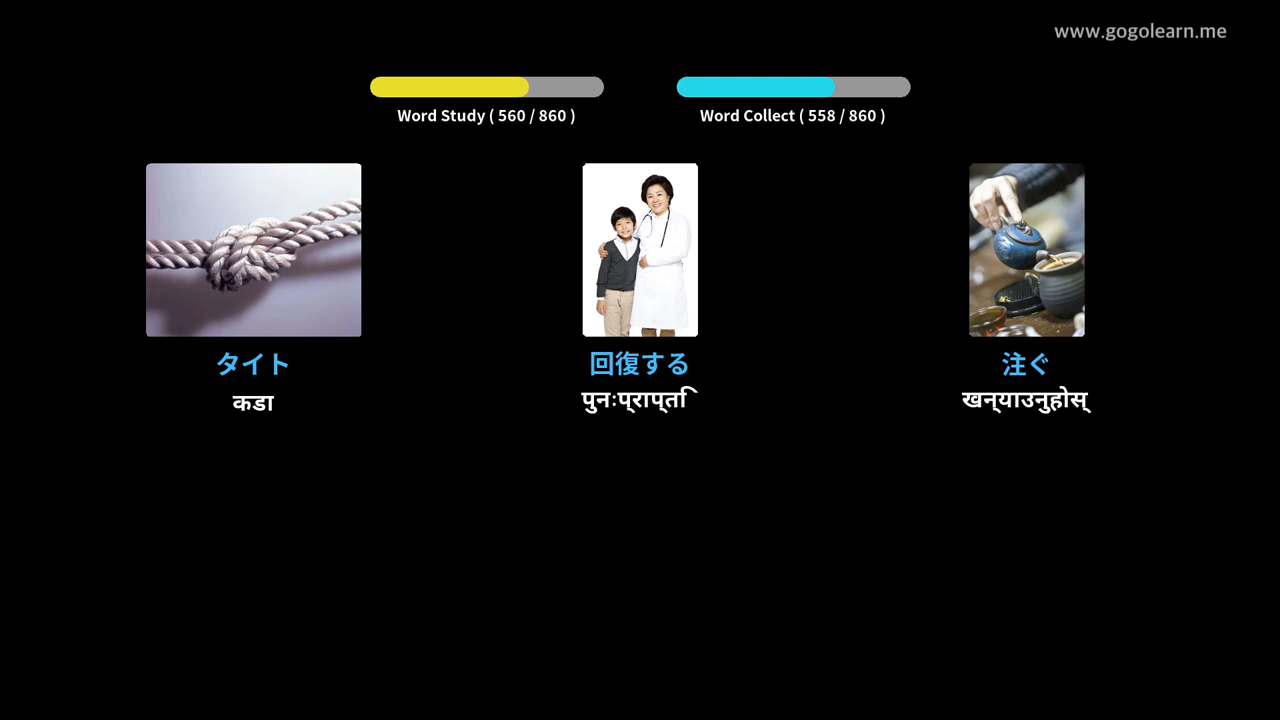 www.gogolearn.me
Word Study ( 560 / 860 )
Word Collect ( 558 / 860 )
タイト
回復する
注ぐ
कडा
पुनःप्राप्ति
खन्याउनुहोस्